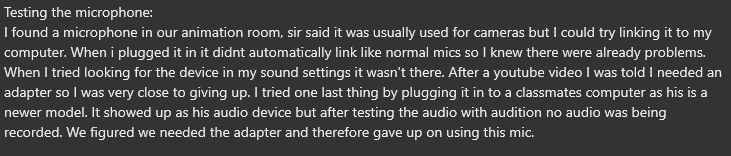 Testing the microphone:
I found a microphone in our animation room, sir said it was usually used for cameras but I could try linking it to my
computer. When i plugged it in it didnt automatically link like normal mics so I knew there were already problems.
When I tried looking for the device in my sound settings it wasn't there. After a youtube video I was told I needed an
adapter so I was very close to giving up. I tried one last thing by plugging it in to a classmates computer as his is a
newer model. It showed up as his audio device but after testing the audio with audition no audio was being
recorded. We figured we needed the adapter and therefore gave up on using this mic.